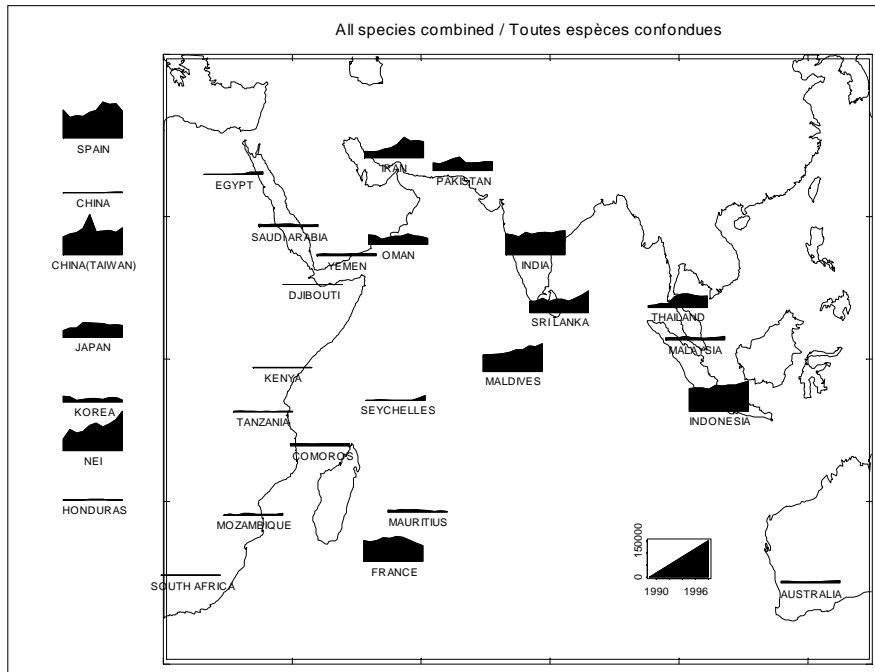 All species combined / Toutes espèces confondues
SPAIN
CHINA
CHINA(TAIWAN)
JAPAN
KOREA
NEI
HONDURAS
IRAN
PAKISTAN
EGYPT
SAUDI ARABIA
OMAN
YEMEN
INDIA
DJIBOUTI
THAILAND
SRI LANKA
MALAYSIA
KENYA
MALDIVES
SEYCHELLES
TANZANIA
INDONESIA
COMOROS
MOZAMBIQUE
MAURITIUS
FRANCE
SOUTH AFRICA
AUSTRALIA
150000
0
1990 1996